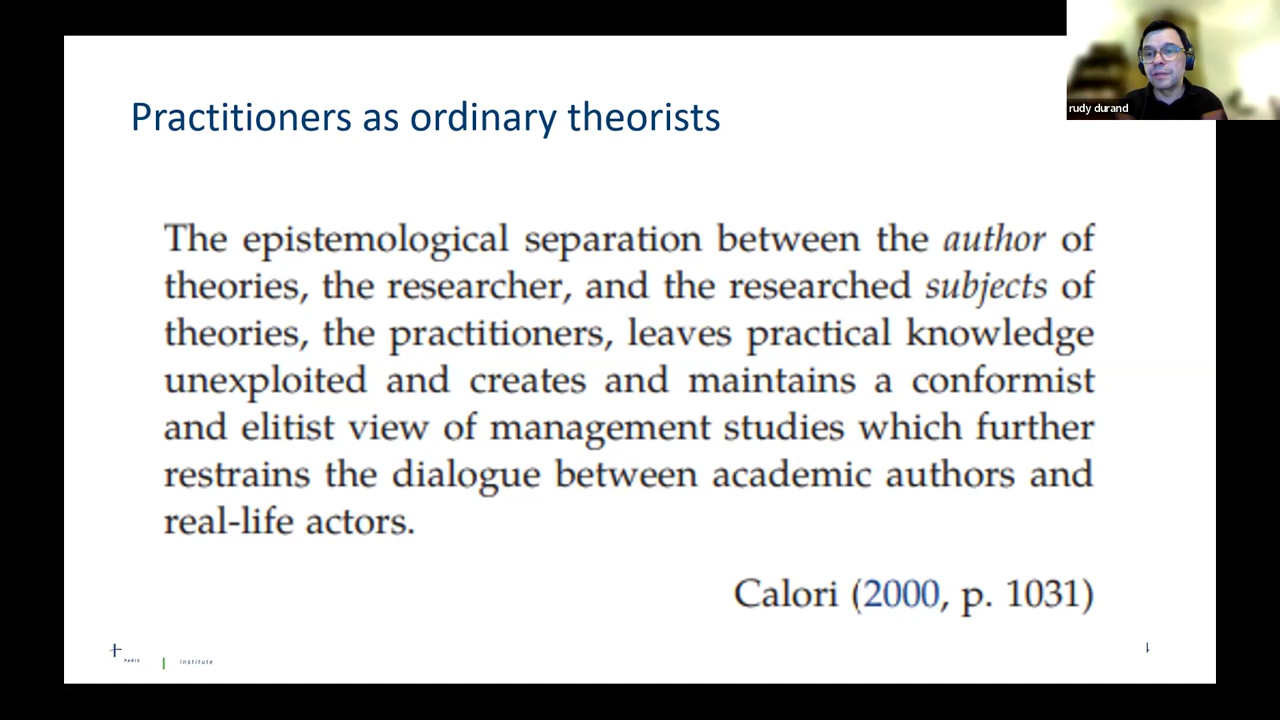 rudy durand
Practitioners as ordinary theorists
The epistemological separation between the author of
theories, the researcher, and the researched subjects of
theories, the practitioners, leaves practical knowledge
unexploited and creates and maintains a conformist
and elitist view of management studies which further
restrains the dialogue between academic authors and
real-life actors.
Calori (2000, p. 1031)
PARIS
institute